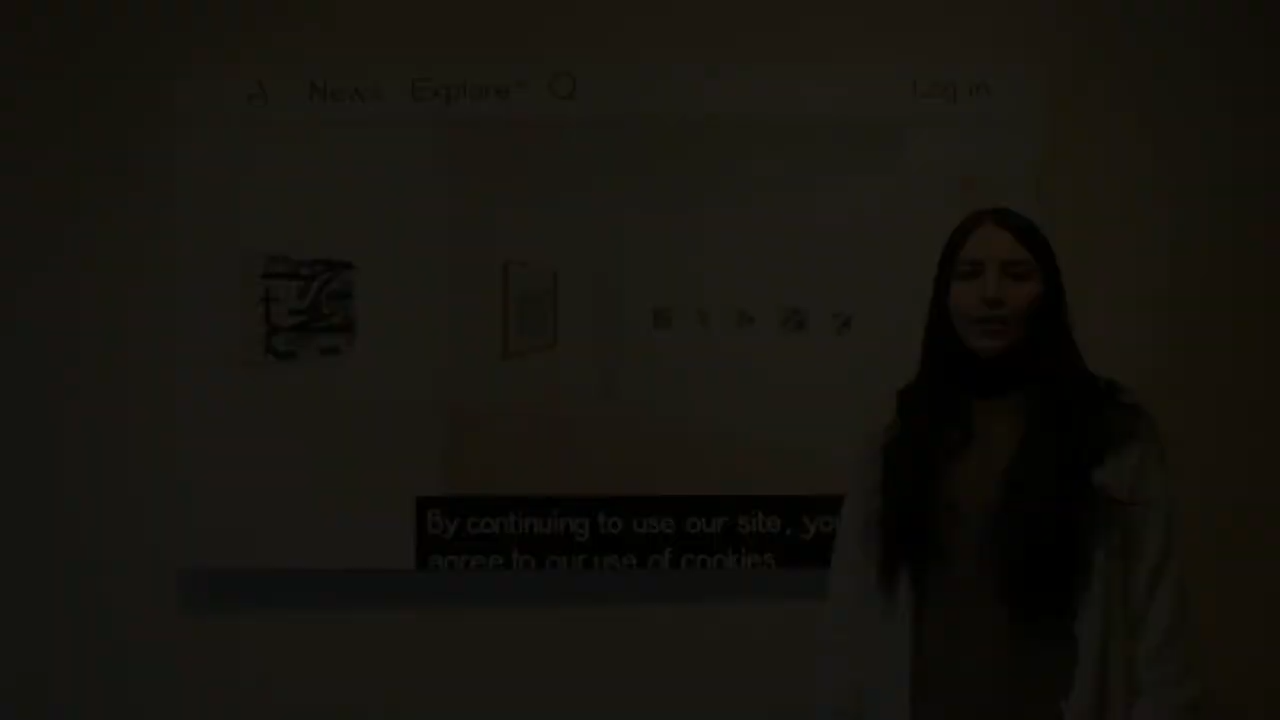 News Explore Log in
By continuing to use our site, yo
agree to our use of cookies